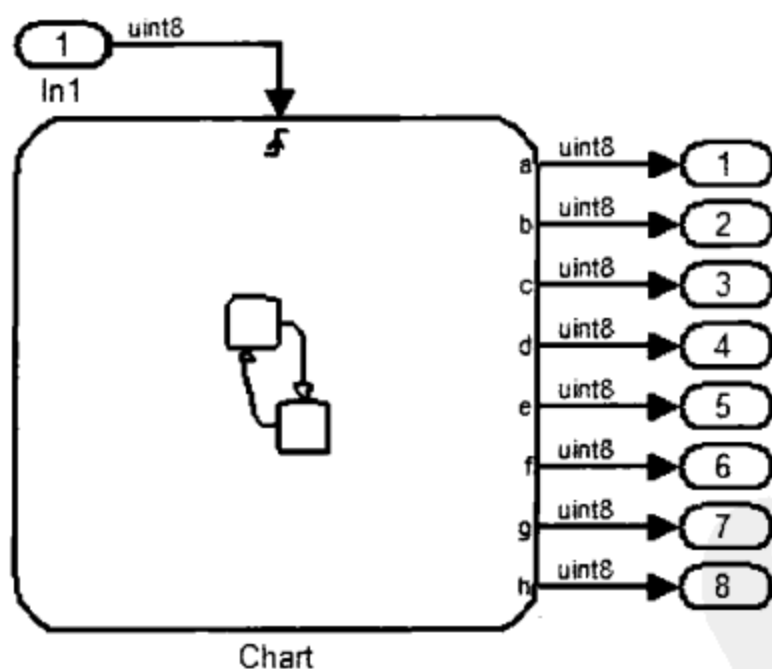 1 uint8
In1
a uint8 1
b uint8 2
c uint8 3
d uint8 4
e uint8 5
f uint8 6
g uint8 7
h uint8 8
Chart